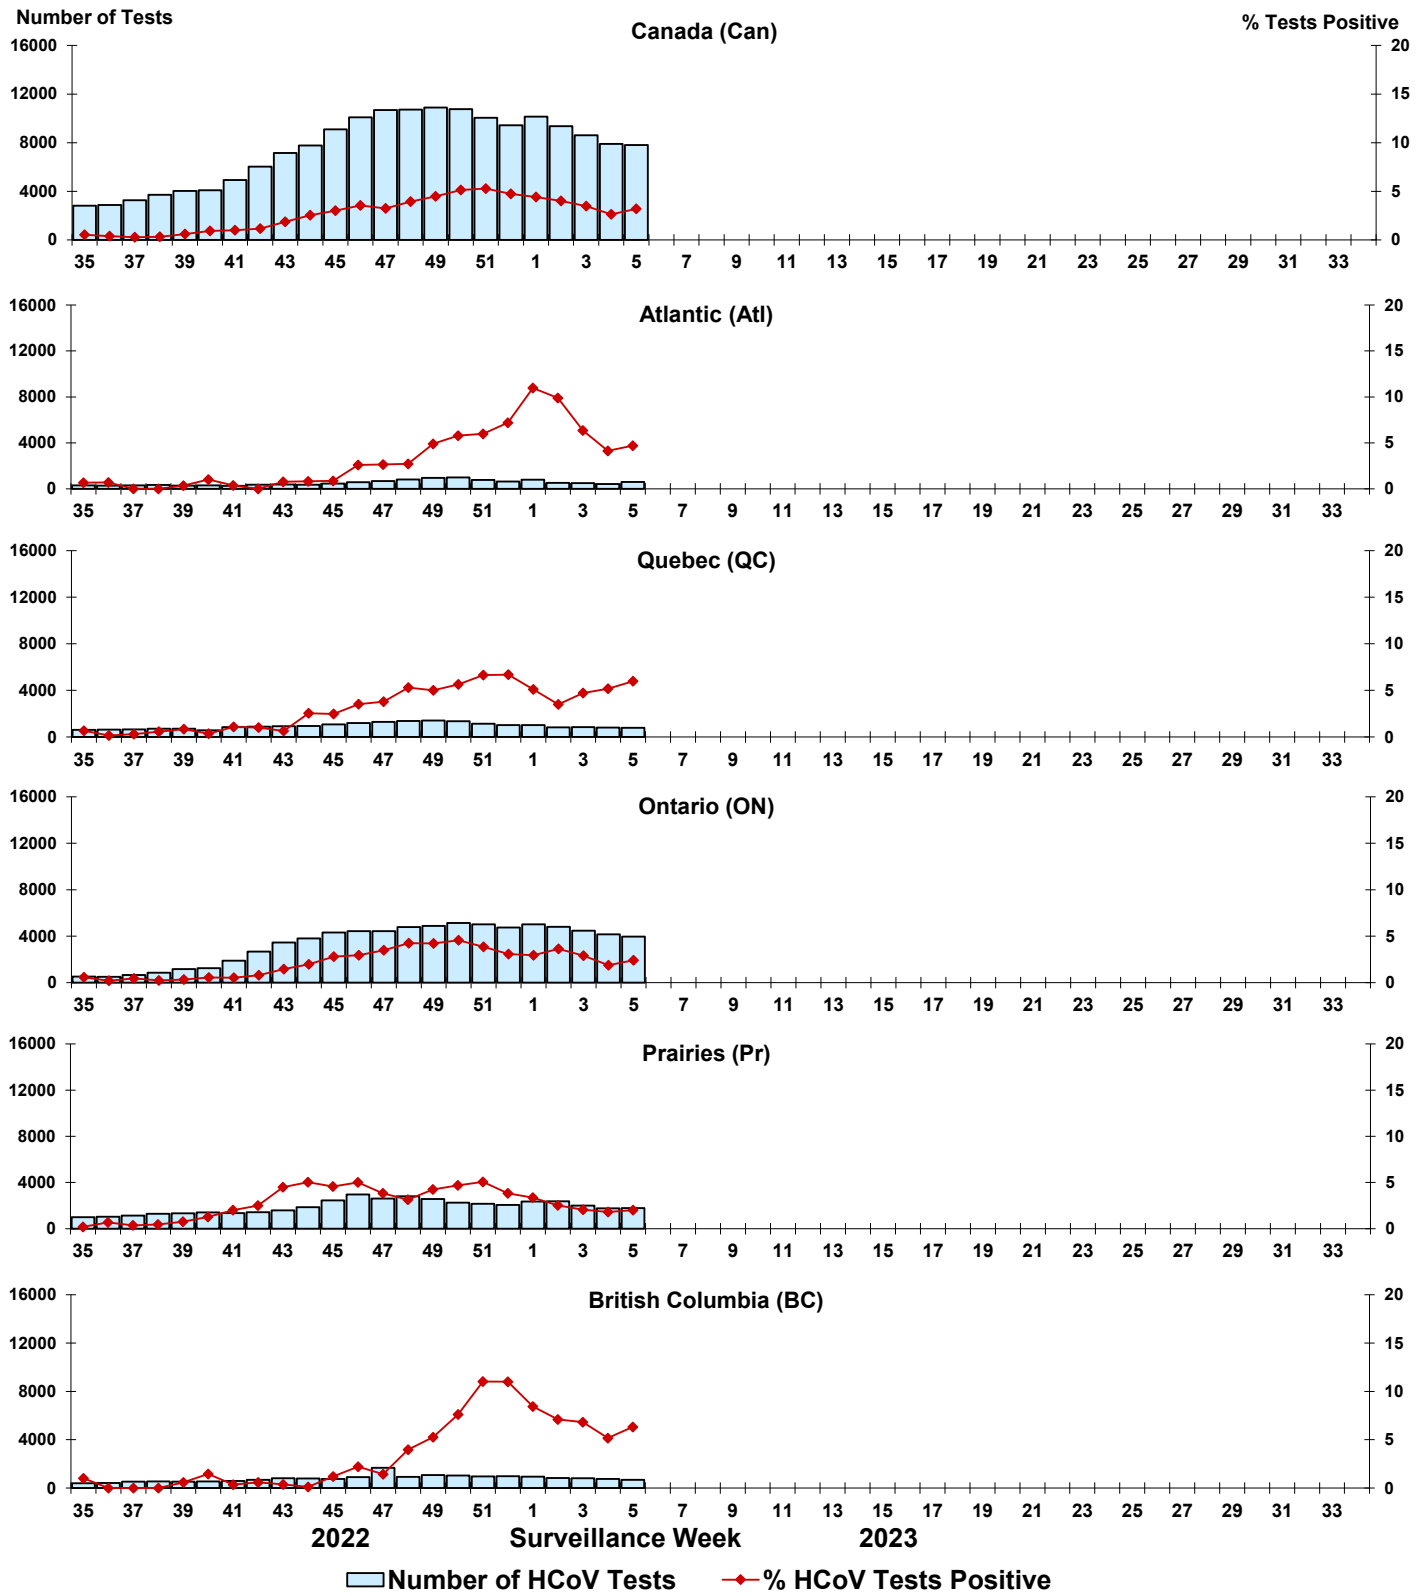 Number of Tests
% Tests Positive
Canada (Can)
16000 20
12000 15
8000 10
4000 5
0 0
35 37 39 41 43 45 47 49 51 1 3 5 7 9 11 13 15 17 19 21 23 25 27 29 31 33
Atlantic (Atl)
16000 20
12000 15
8000 10
4000 5
0 0
35 37 39 41 43 45 47 49 51 1 3 5 7 9 11 13 15 17 19 21 23 25 27 29 31 33
Quebec (QC)
16000 20
12000 15
8000 10
4000 5
0 0
35 37 39 41 43 45 47 49 51 1 3 5 7 9 11 13 15 17 19 21 23 25 27 29 31 33
Ontario (ON)
16000 20
12000 15
8000 10
4000 5
0 0
35 37 39 41 43 45 47 49 51 1 3 5 7 9 11 13 15 17 19 21 23 25 27 29 31 33
Prairies (Pr)
16000 20
12000 15
8000 10
4000 5
0 0
35 37 39 41 43 45 47 49 51 1 3 5 7 9 11 13 15 17 19 21 23 25 27 29 31 33
British Columbia (BC)
16000 20
12000 15
8000 10
4000 5
0 0
35 37 39 41 43 45 47 49 51 1 3 5 7 9 11 13 15 17 19 21 23 25 27 29 31 33
2022 Surveillance Week 2023
Number of HCoV Tests % HCoV Tests Positive